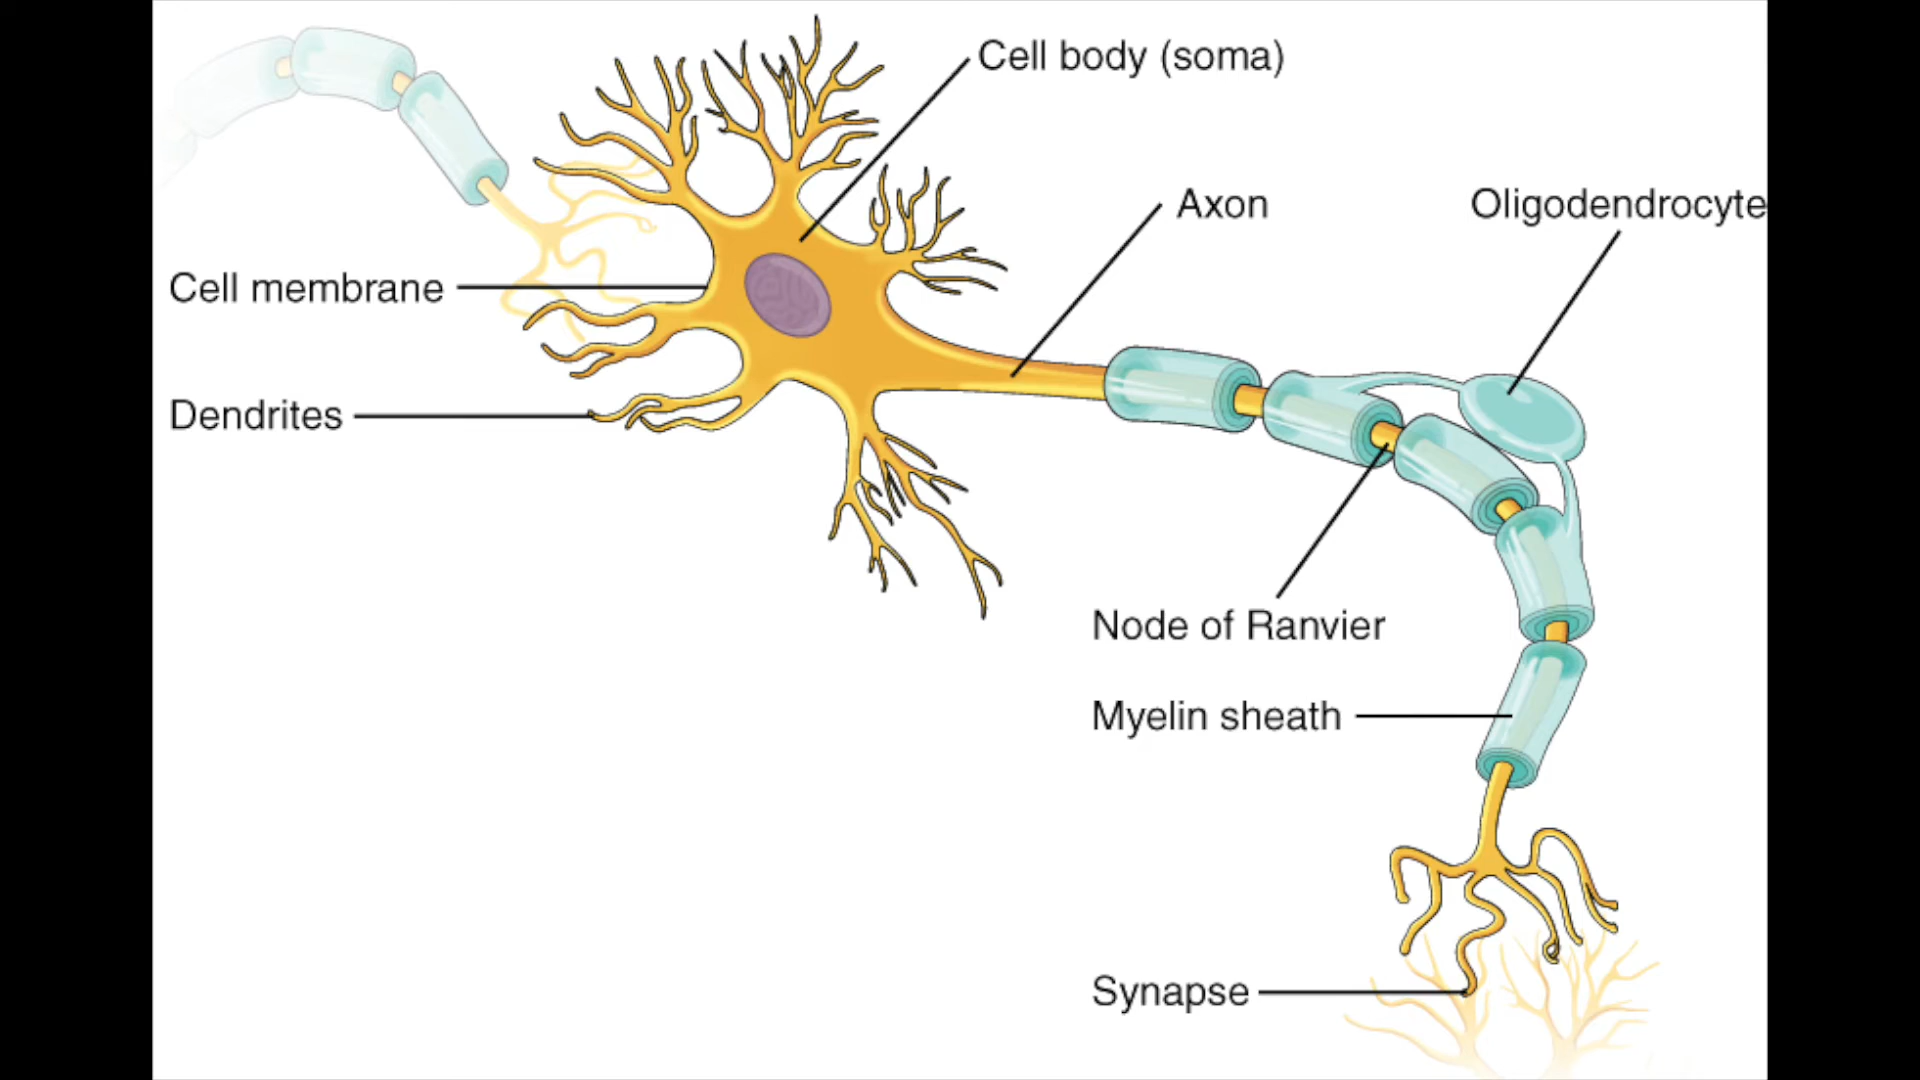 Cell body (soma)
Axon
Oligodendrocyte
Cell membrane
Dendrites
Node of Ranvier
Myelin sheath
Synapse